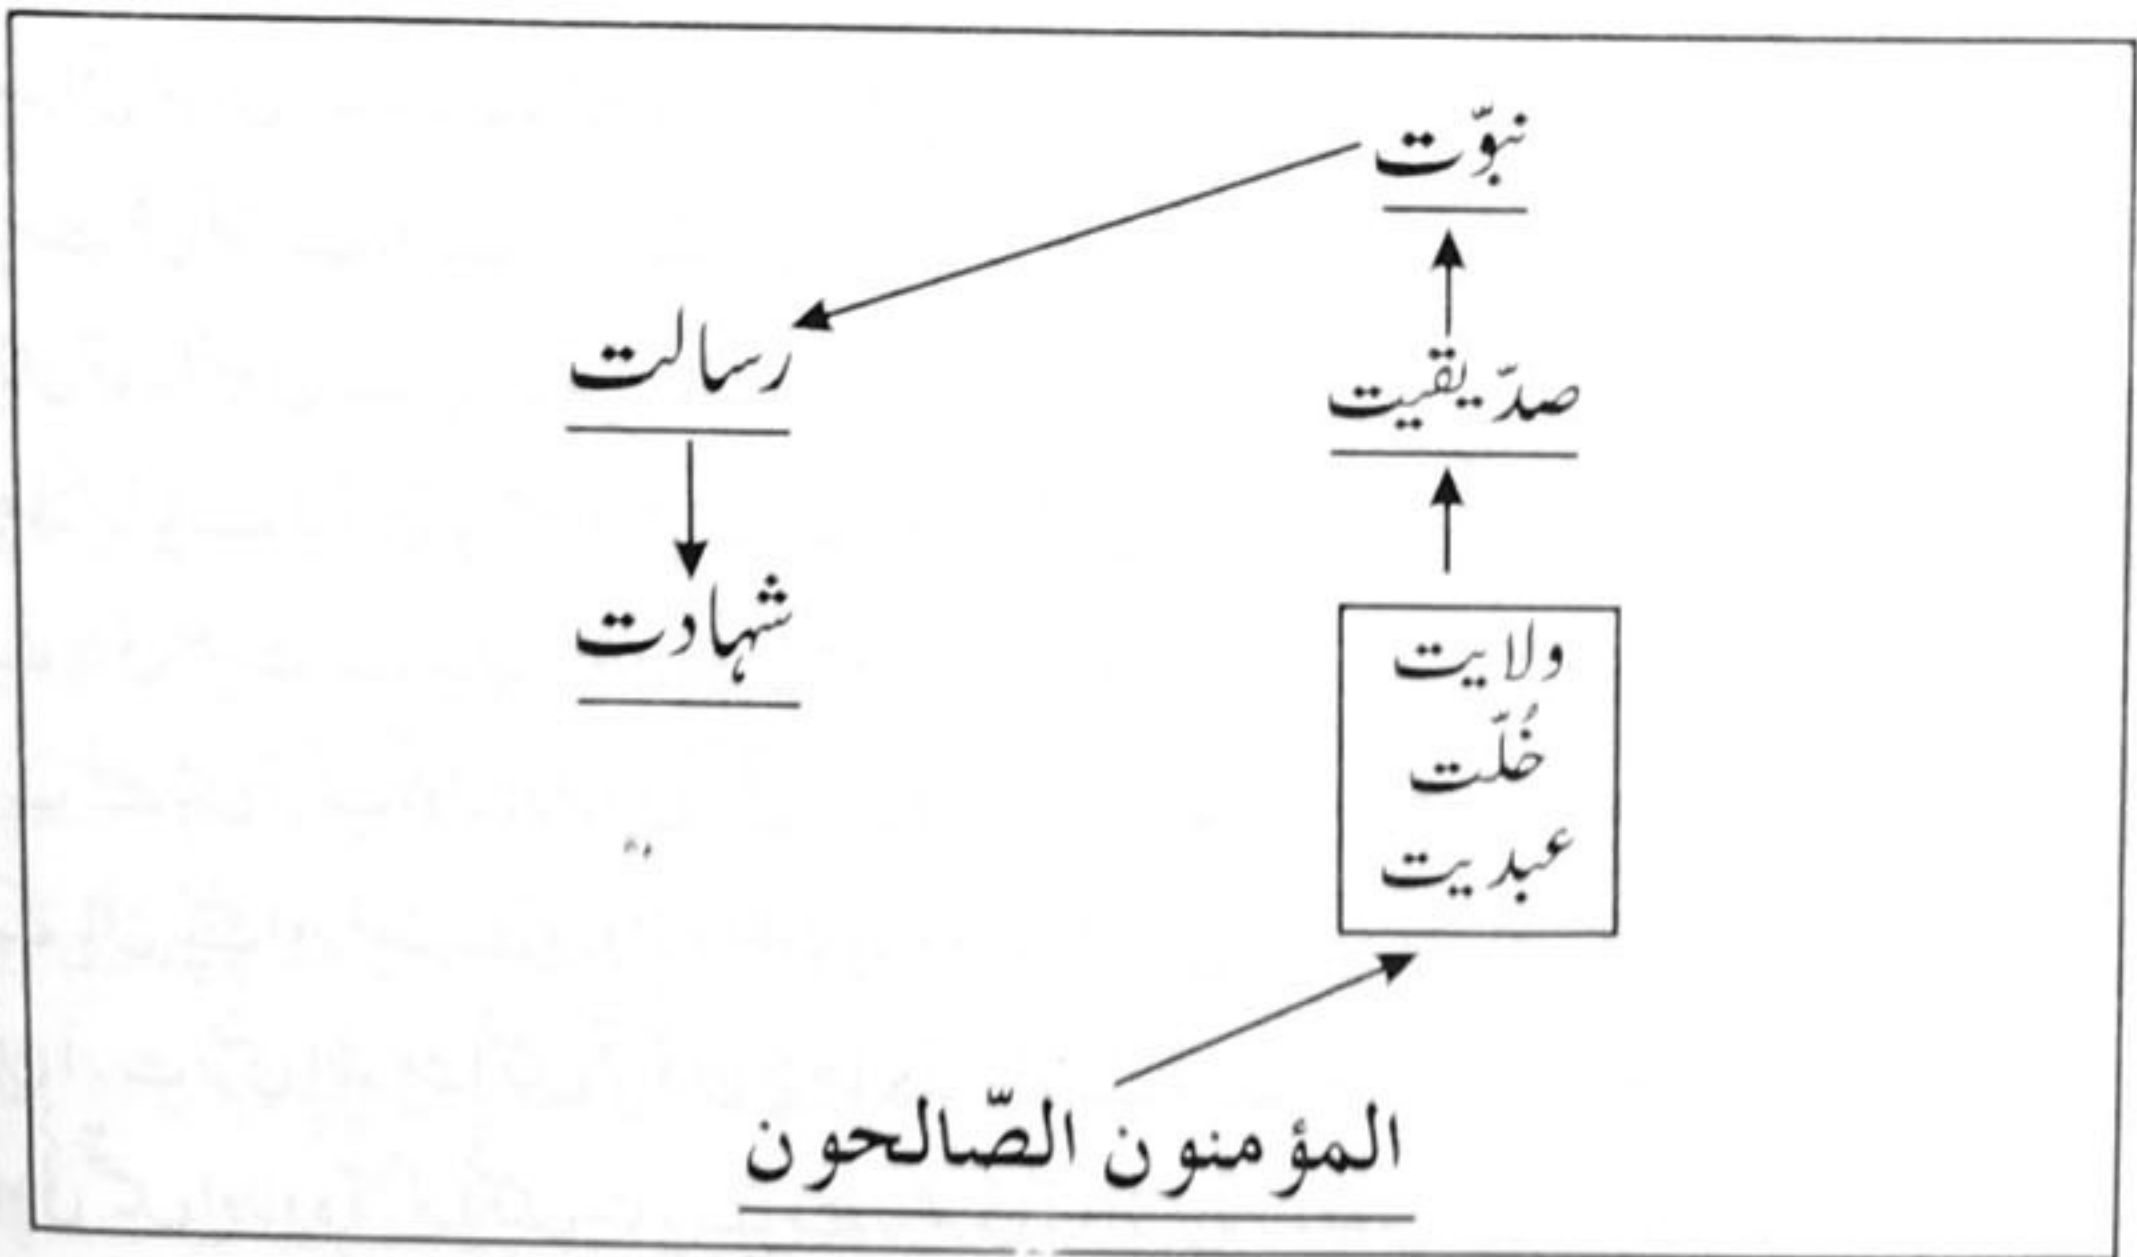 نبوّت
رسالت
صدّیقیت
شہادت
ولایت
خُلّت
عبدیت
المؤمنون الصّالحون